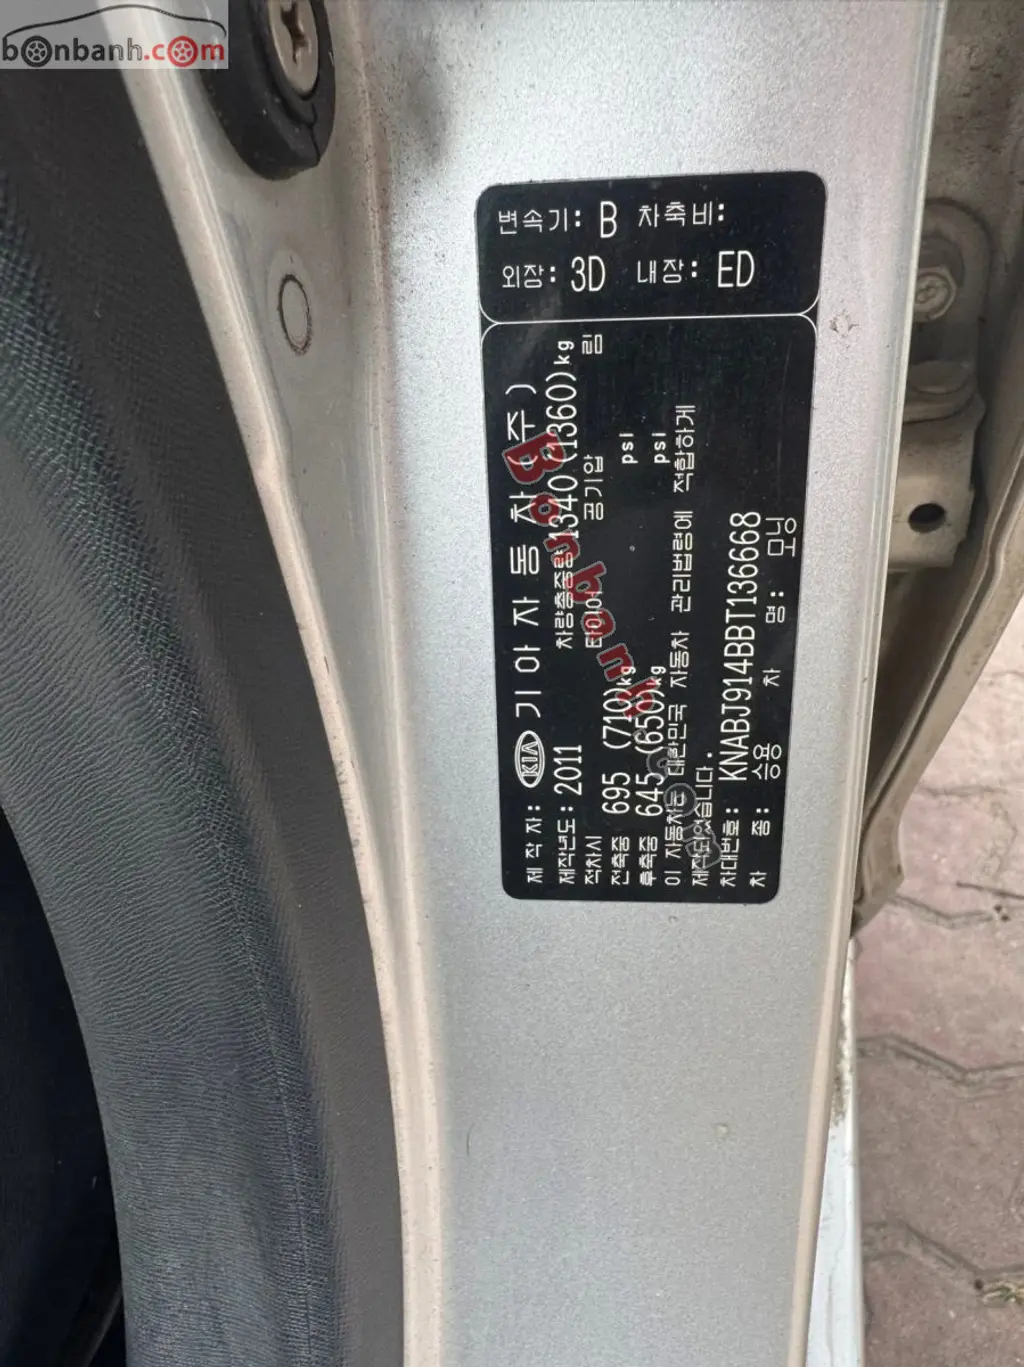 bonbanh.com
변속기: B 차축비:
외장: 3D 내장: ED
제 작 자: KIA 기 아 자 동 차 ( 주 )
제작년도: 2011 차량총중량 1340 (1360) kg
적차시 타이어 공기압 림
전축중 695 (710)kg psi
후축중 645 (650)kg psi
이 자동차는 대한민국 자동차 관리법령에 적합하게
제작되었습니다.
차대번호: KNABJ914BBT136668
차 종: 승용 차 명: 모닝
Bonbanh